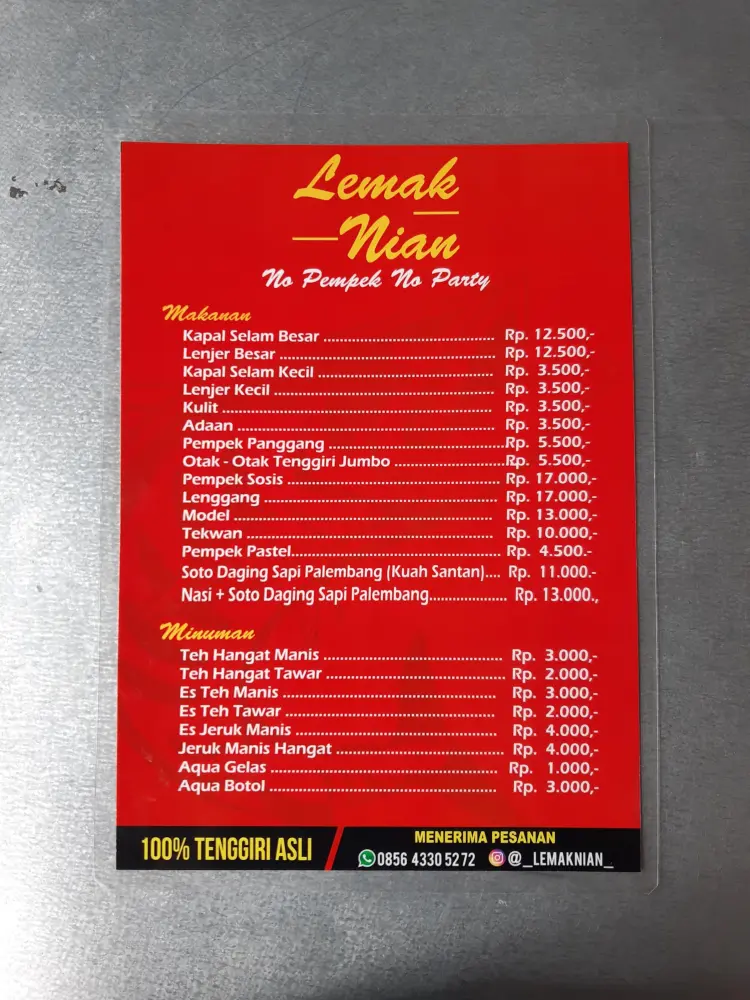 Lemak
Nian
No Pempek No Party
Makanan
Kapal Selam Besar ............................................. Rp. 12.500,-
Lenjer Besar ......................................................... Rp. 12.500,-
Kapal Selam Kecil .............................................. Rp. 3.500,-
Lenjer Kecil .......................................................... Rp. 3.500,-
Kulit ....................................................................... Rp. 3.500,-
Adaan .................................................................... Rp. 3.500,-
Pempek Panggang ..............................................Rp. 5.500,-
Otak - Otak Tenggiri Jumbo .............................Rp. 5.500,-
Pempek Sosis ....................................................... Rp. 17.000,-
Lenggang .............................................................. Rp. 17.000,-
Model .................................................................... Rp. 13.000,-
Tekwan .................................................................. Rp. 10.000,-
Pempek Pastel....................................................... Rp. 4.500.-
Soto Daging Sapi Palembang (Kuah Santan).... Rp. 11.000.-
Nasi + Soto Daging Sapi Palembang.................... Rp. 13.000.,
Minuman
Teh Hangat Manis ............................................... Rp. 3.000,-
Teh Hangat Tawar ............................................... Rp. 2.000,-
Es Teh Manis ........................................................ Rp. 3.000,-
Es Teh Tawar ........................................................ Rp. 2.000,-
Es Jeruk Manis ..................................................... Rp. 4.000,-
Jeruk Manis Hangat ............................................ Rp. 4.000,-
Aqua Gelas ............................................................ Rp. 1.000,-
Aqua Botol ............................................................ Rp. 3.000,-
100% TENGGIRI ASLI
MENERIMA PESANAN
0856 4330 5272 @_LEMAKNIAN_